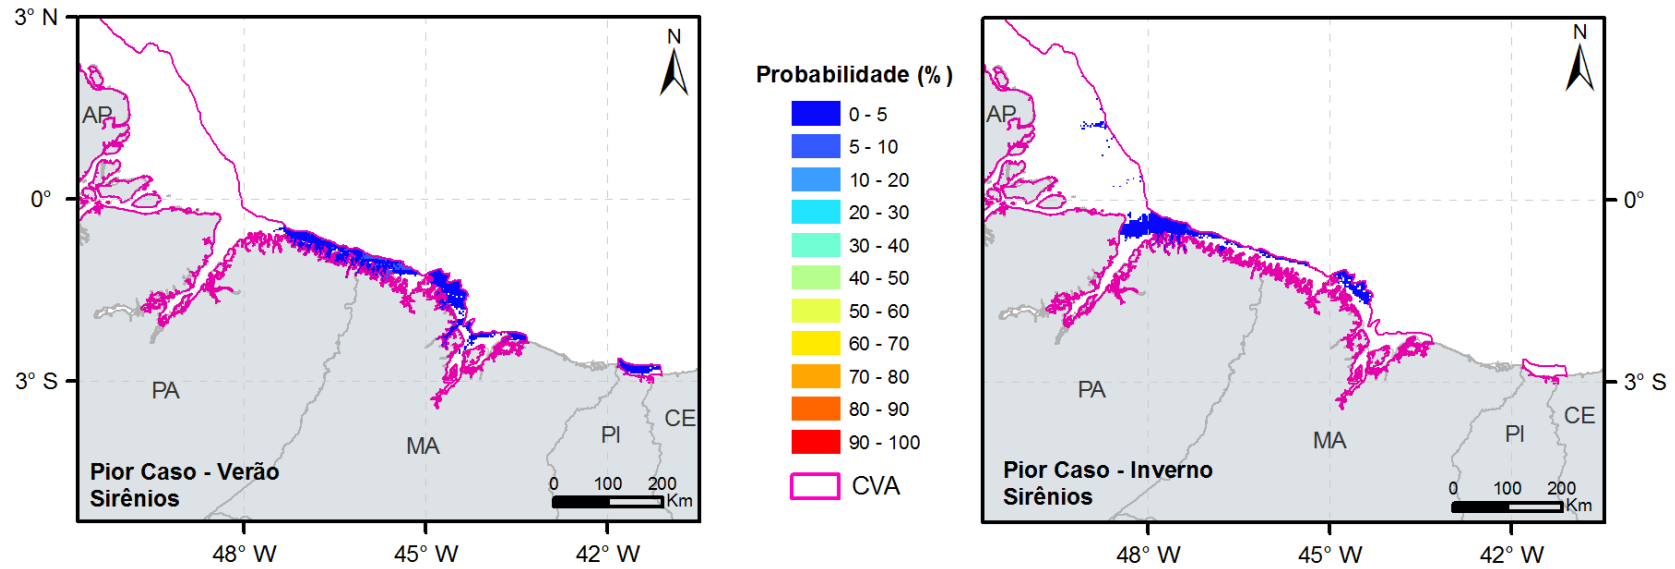 3° N
0°
3° S
48° W
45° W
42° W
N
AP
PA
MA
PI
CE
Pior Caso - Verão
Sirênios
0 100 200
Km
Probabilidade (%)
0 - 5
5 - 10
10 - 20
20 - 30
30 - 40
40 - 50
50 - 60
60 - 70
70 - 80
80 - 90
90 - 100
CVA
N
AP
PA
MA
PI
CE
Pior Caso - Inverno
Sirênios
0 100 200
Km
0°
3° S
48° W
45° W
42° W